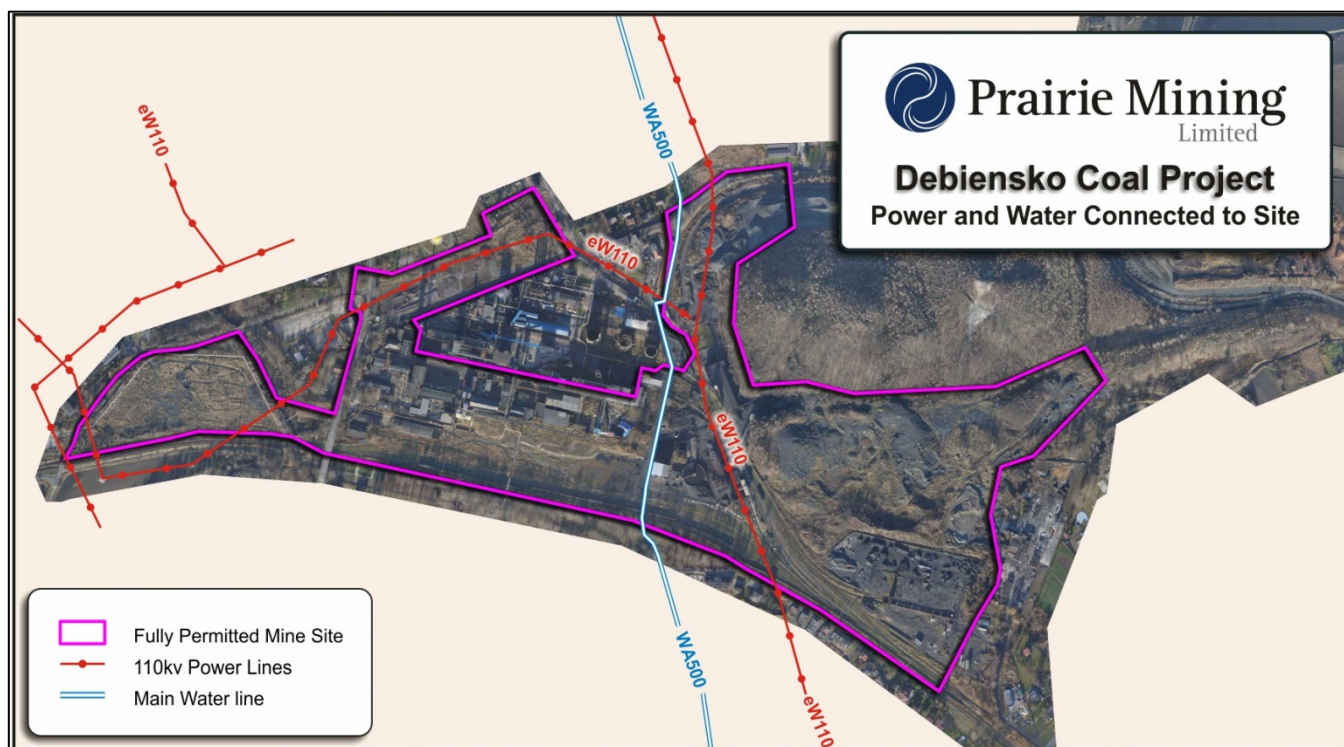 Prairie Mining
Limited
Debiensko Coal Project
Power and Water Connected to Site
eW110
WA500
eW110
eW110
WA500
eW110
Fully Permitted Mine Site
110kv Power Lines
Main Water line